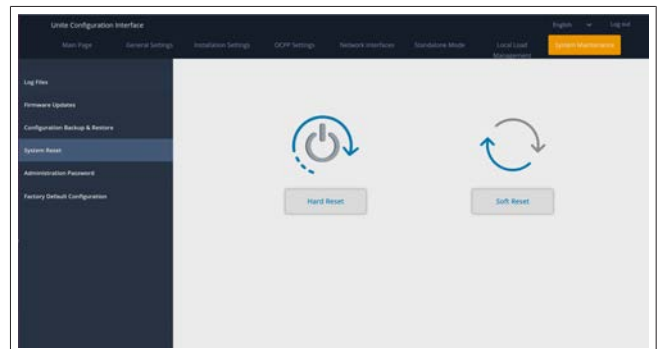 Unite Configuration Interface
English
Log out
Main Page
General Settings
Installation Settings
OCPP Settings
Network Interfaces
Standalone Mode
Local Load Management
System Maintenance
Log Files
Firmware Updates
Configuration Backup & Restore
System Reset
Administration Password
Factory Default Configuration
Hard Reset
Soft Reset